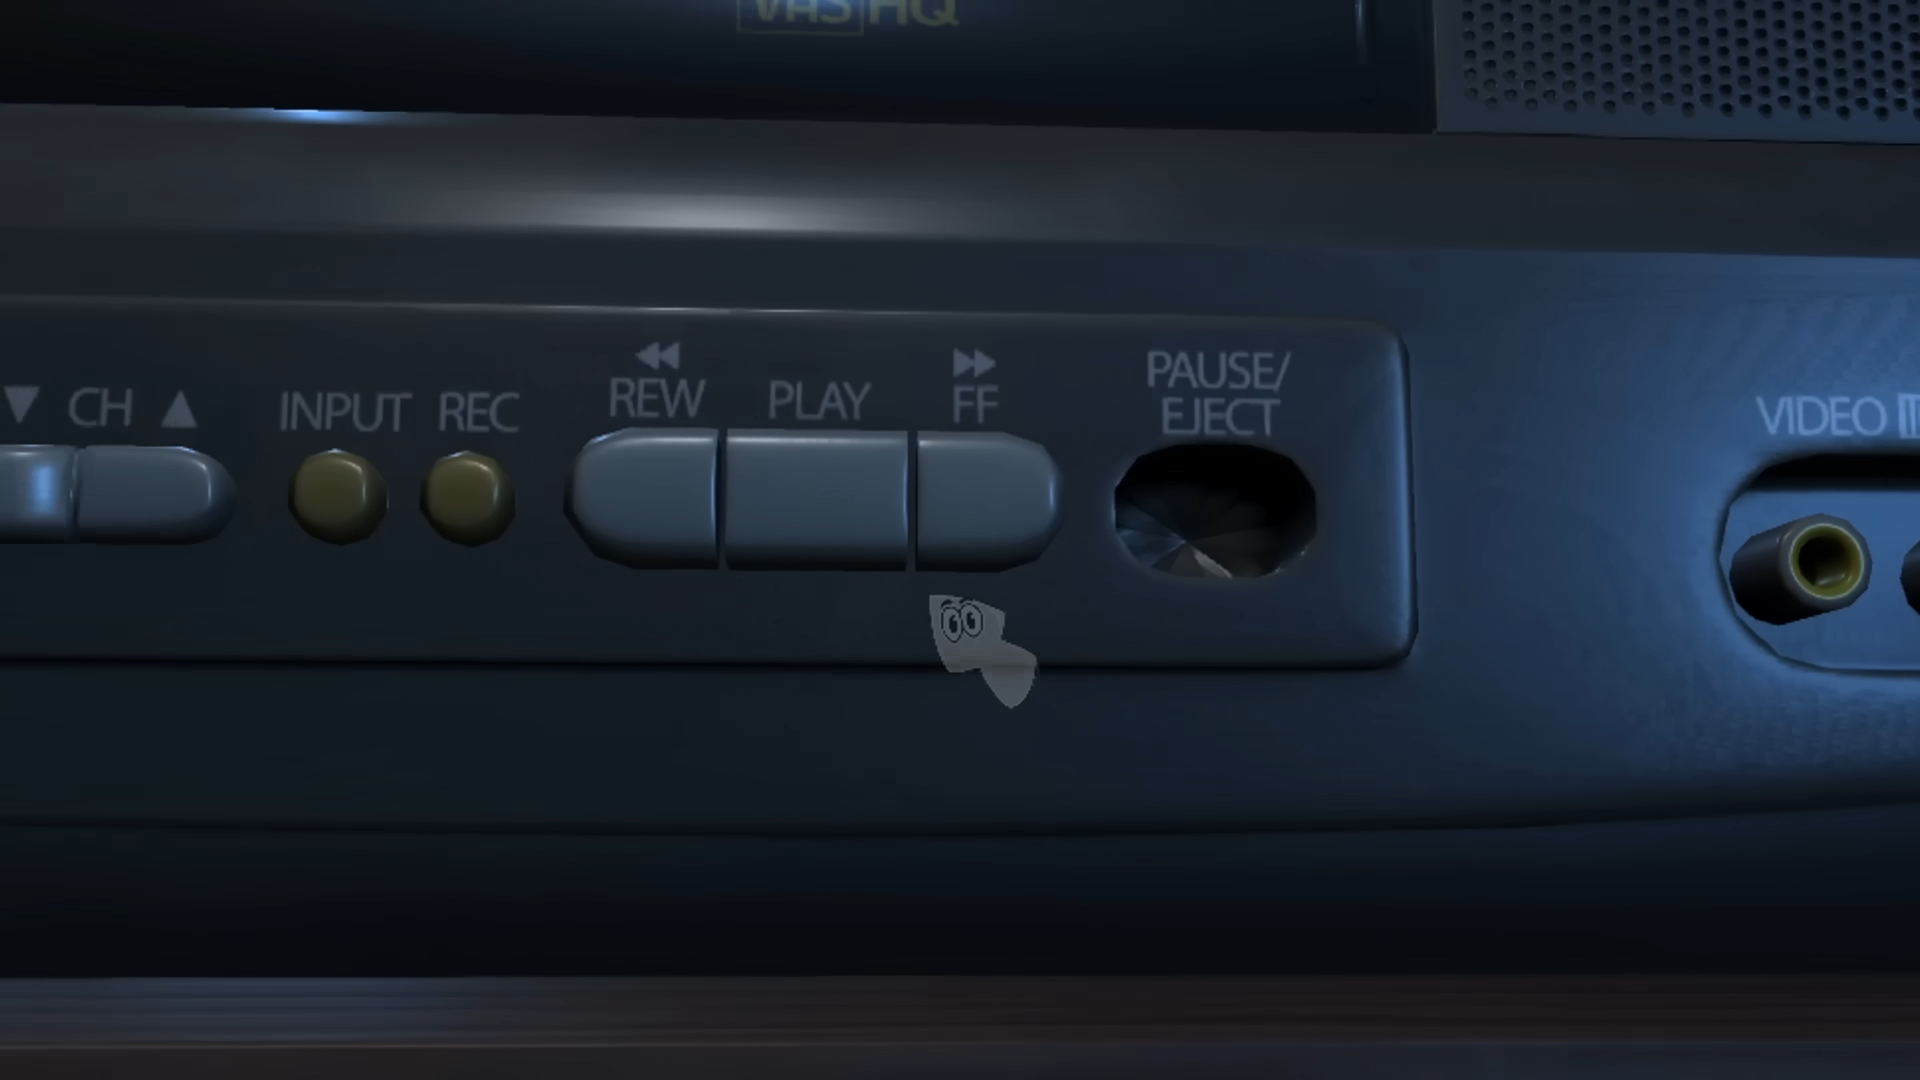 VHS HQ
▼ CH ▲
INPUT
REC
◀◀
REW
PLAY
▶▶
FF
PAUSE/
EJECT
VIDEO